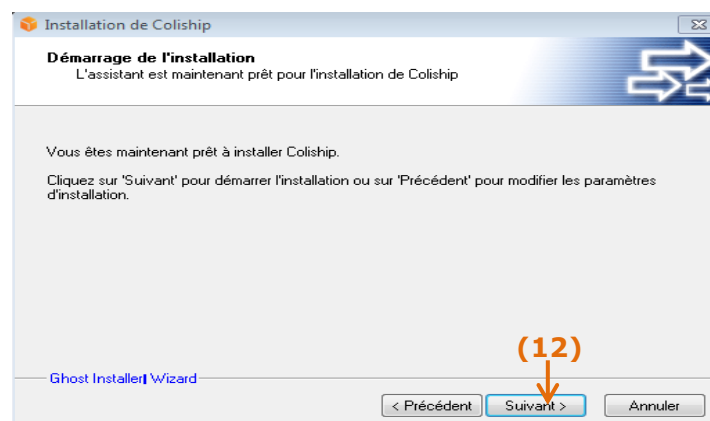 Installation de Coliship
Démarrage de l'installation
L'assistant est maintenant prêt pour l'installation de Coliship
Vous êtes maintenant prêt à installer Coliship.
Cliquez sur 'Suivant' pour démarrer l'installation ou sur 'Précédent' pour modifier les paramètres
d'installation.
(12)
Ghost Installer Wizard
< Précédent Suivant > Annuler